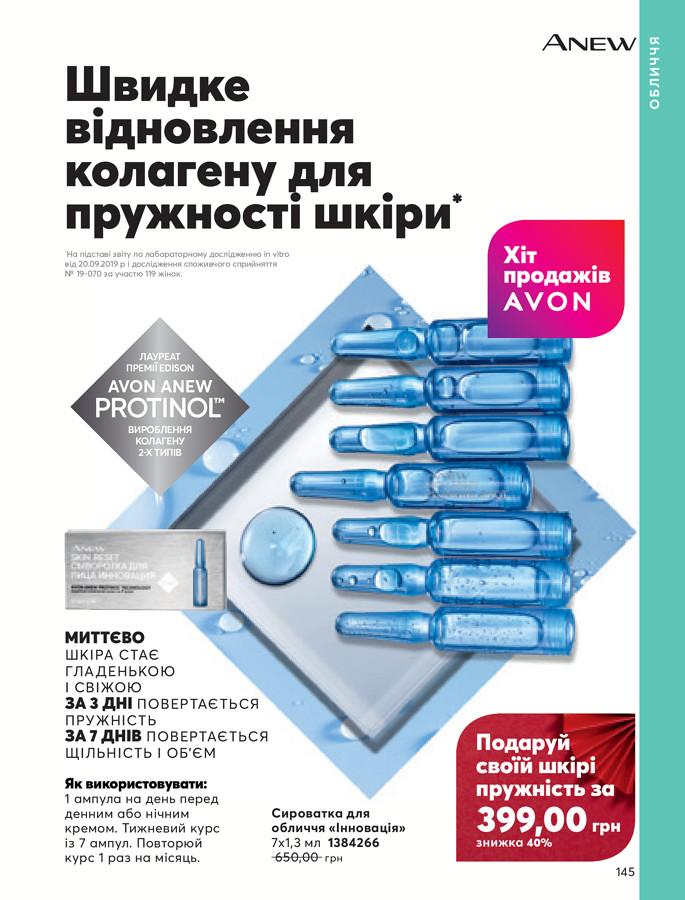 ANEW
ОБЛИЧЧЯ
Швидке
відновлення
колагену для
пружності шкіри*
*На підставі звіту по лабораторному дослідженню in vitro
від 20.09.2019 р і дослідження споживчого сприйняття
№ 19-070 за участю 119 жінок.
Хіт
продажів
AVON
ЛАУРЕАТ
ПРЕМІЇ EDISON
AVON ANEW
PROTINOL™
ВИРОБЛЕННЯ
КОЛАГЕНУ
2-Х ТИПІВ
ANEW
ANEW
SKIN RESET
СЫВОРОТКА ДЛЯ
ЛИЦА ИННОВАЦИЯ
МИТТЄВО
ШКІРА СТАЄ
ГЛАДЕНЬКОЮ
І СВІЖОЮ
ЗА 3 ДНІ ПОВЕРТАЄТЬСЯ
ПРУЖНІСТЬ
ЗА 7 ДНІВ ПОВЕРТАЄТЬСЯ
ЩІЛЬНІСТЬ І ОБ’ЄМ
Як використовувати:
1 ампула на день перед
денним або нічним
кремом. Тижневий курс
із 7 ампул. Повторюй
курс 1 раз на місяць.
Сироватка для
обличчя «Інновація»
7х1,3 мл 1384266
650,00 грн
Подаруй
своїй шкірі
пружність за
399,00 грн
знижка 40%
145